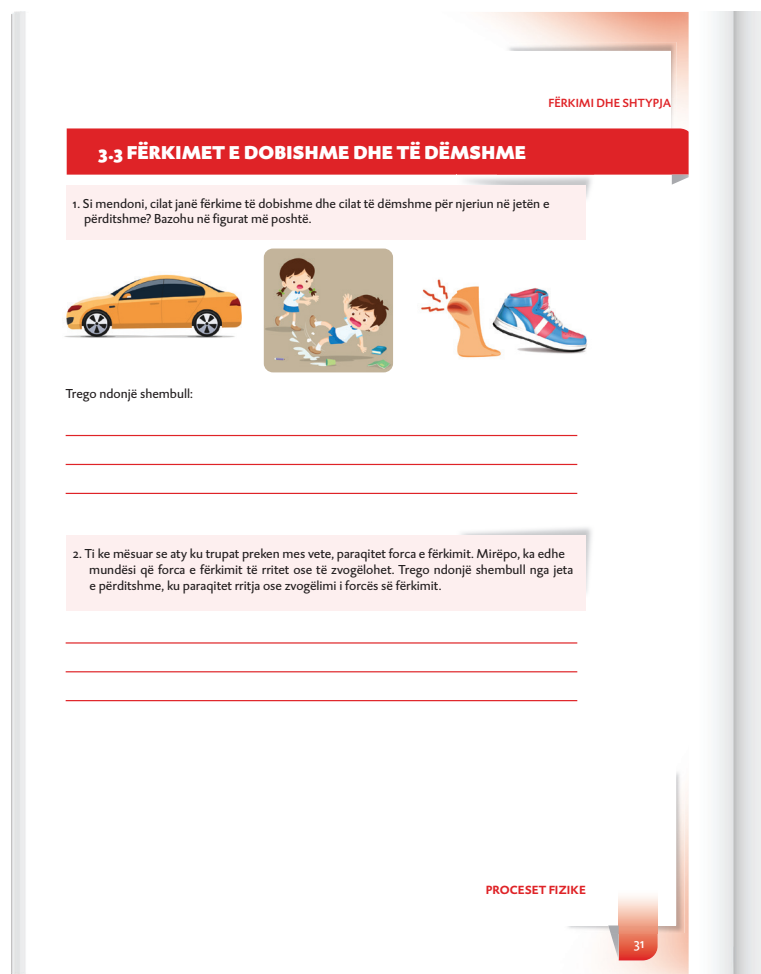 FËRKIMI DHE SHTYPJA
3.3 FËRKIMET E DOBISHME DHE TË DËMSHME
1. Si mendoni, cilat janë fërkime të dobishme dhe cilat të dëmshme për njeriun në jetën e
përditshme? Bazohu në figurat më poshtë.
Trego ndonjë shembull:
2. Ti ke mësuar se aty ku trupat preken mes vete, paraqitet forca e fërkimit. Mirëpo, ka edhe
mundësi që forca e fërkimit të rritet ose të zvogëlohet. Trego ndonjë shembull nga jeta
e përditshme, ku paraqitet rritja ose zvogëlimi i forcës së fërkimit.
PROCESET FIZIKE
31